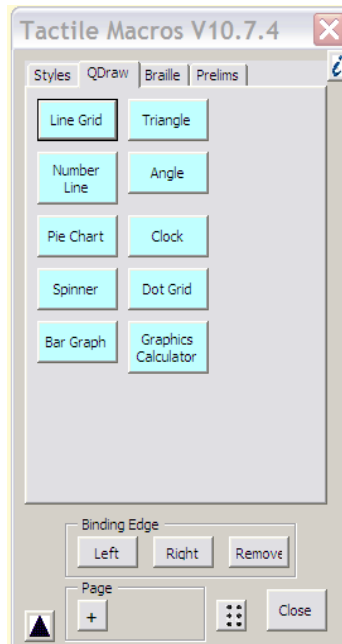 Tactile Macros V10.7.4
Styles QDraw Braille Prelims
Line Grid Triangle
Number
Line
Angle
Pie Chart Clock
Spinner Dot Grid
Bar Graph
Graphics
Calculator
Binding Edge
Left Right Remove
Page
+
Close